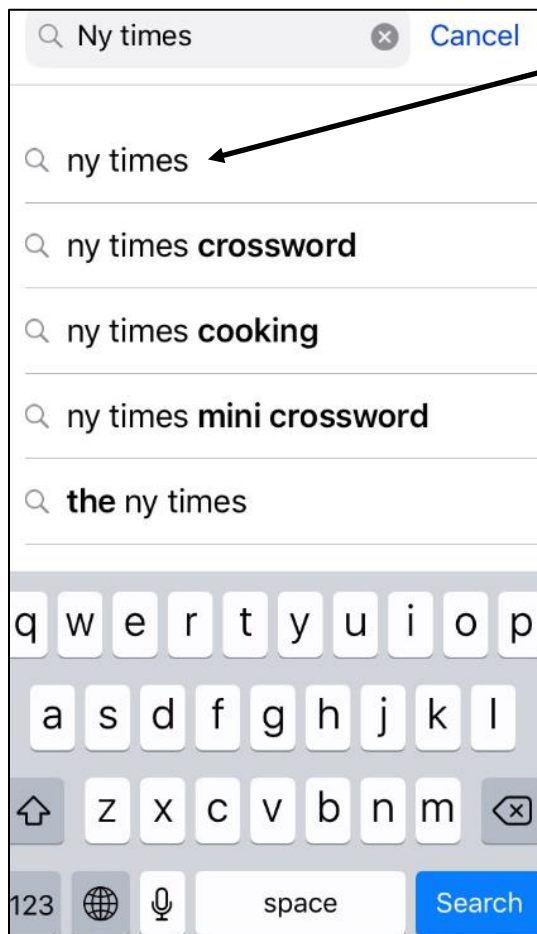 Ny times Cancel
ny times
ny times crossword
ny times cooking
ny times mini crossword
the ny times
q w e r t y u i o p
a s d f g h j k l
z x c v b n m
123 space Search